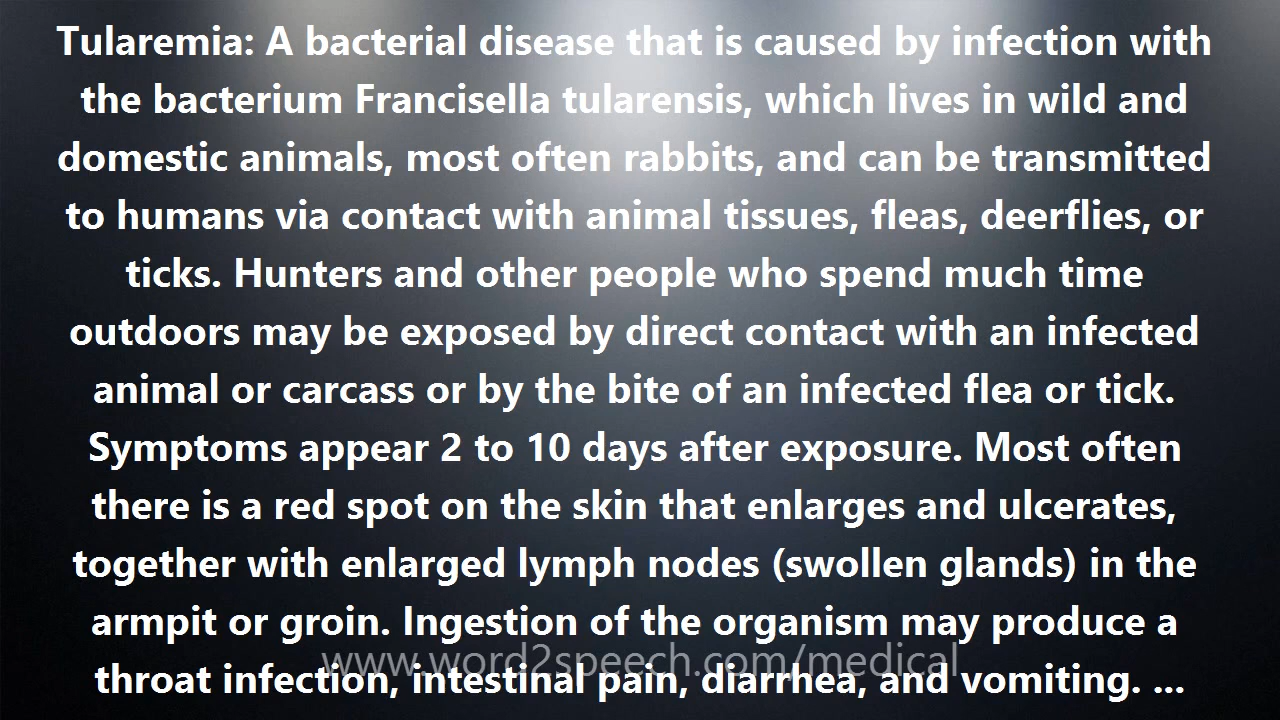 Tularemia: A bacterial disease that is caused by infection with
the bacterium Francisella tularensis, which lives in wild and
domestic animals, most often rabbits, and can be transmitted
to humans via contact with animal tissues, fleas, deerflies, or
ticks. Hunters and other people who spend much time
outdoors may be exposed by direct contact with an infected
animal or carcass or by the bite of an infected flea or tick.
Symptoms appear 2 to 10 days after exposure. Most often
there is a red spot on the skin that enlarges and ulcerates,
together with enlarged lymph nodes (swollen glands) in the
armpit or groin. Ingestion of the organism may produce a
www.word2speech.com/medical
throat infection, intestinal pain, diarrhea, and vomiting. ...